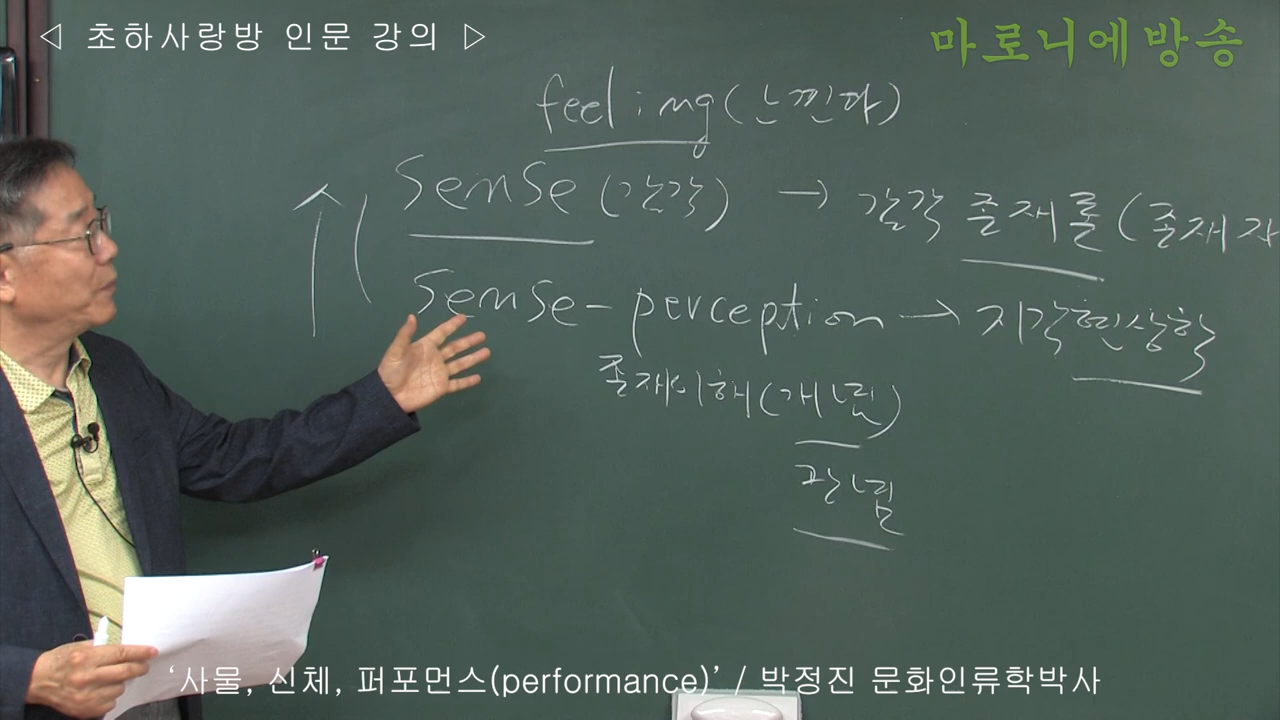 ◁ 초하사랑방 인문 강의 ▷
마로니에방송
feeling(느낀다)
sense (감각) → 감각 존재론 (존재자
sense-perception → 지각현상학
존재이해(개념)
관념
‘사물, 신체, 퍼포먼스(performance)’ / 박정진 문화인류학박사